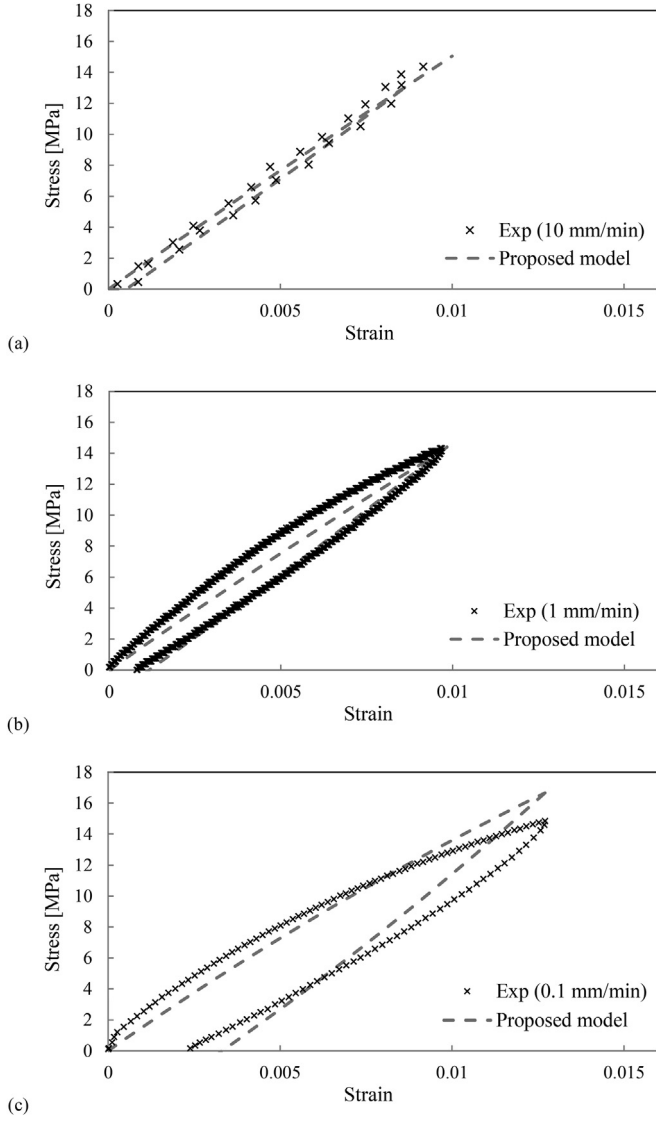 18
16
14
12
10
8
6
4
2
0
Stress [MPa]
Exp (10 mm/min)
Proposed model
0
0.005
0.01
0.015
Strain
(a)
18
16
14
12
10
8
6
4
2
0
Stress [MPa]
Exp (1 mm/min)
Proposed model
0
0.005
0.01
0.015
Strain
(b)
18
16
14
12
10
8
6
4
2
0
Stress [MPa]
Exp (0.1 mm/min)
Proposed model
0
0.005
0.01
0.015
Strain
(c)